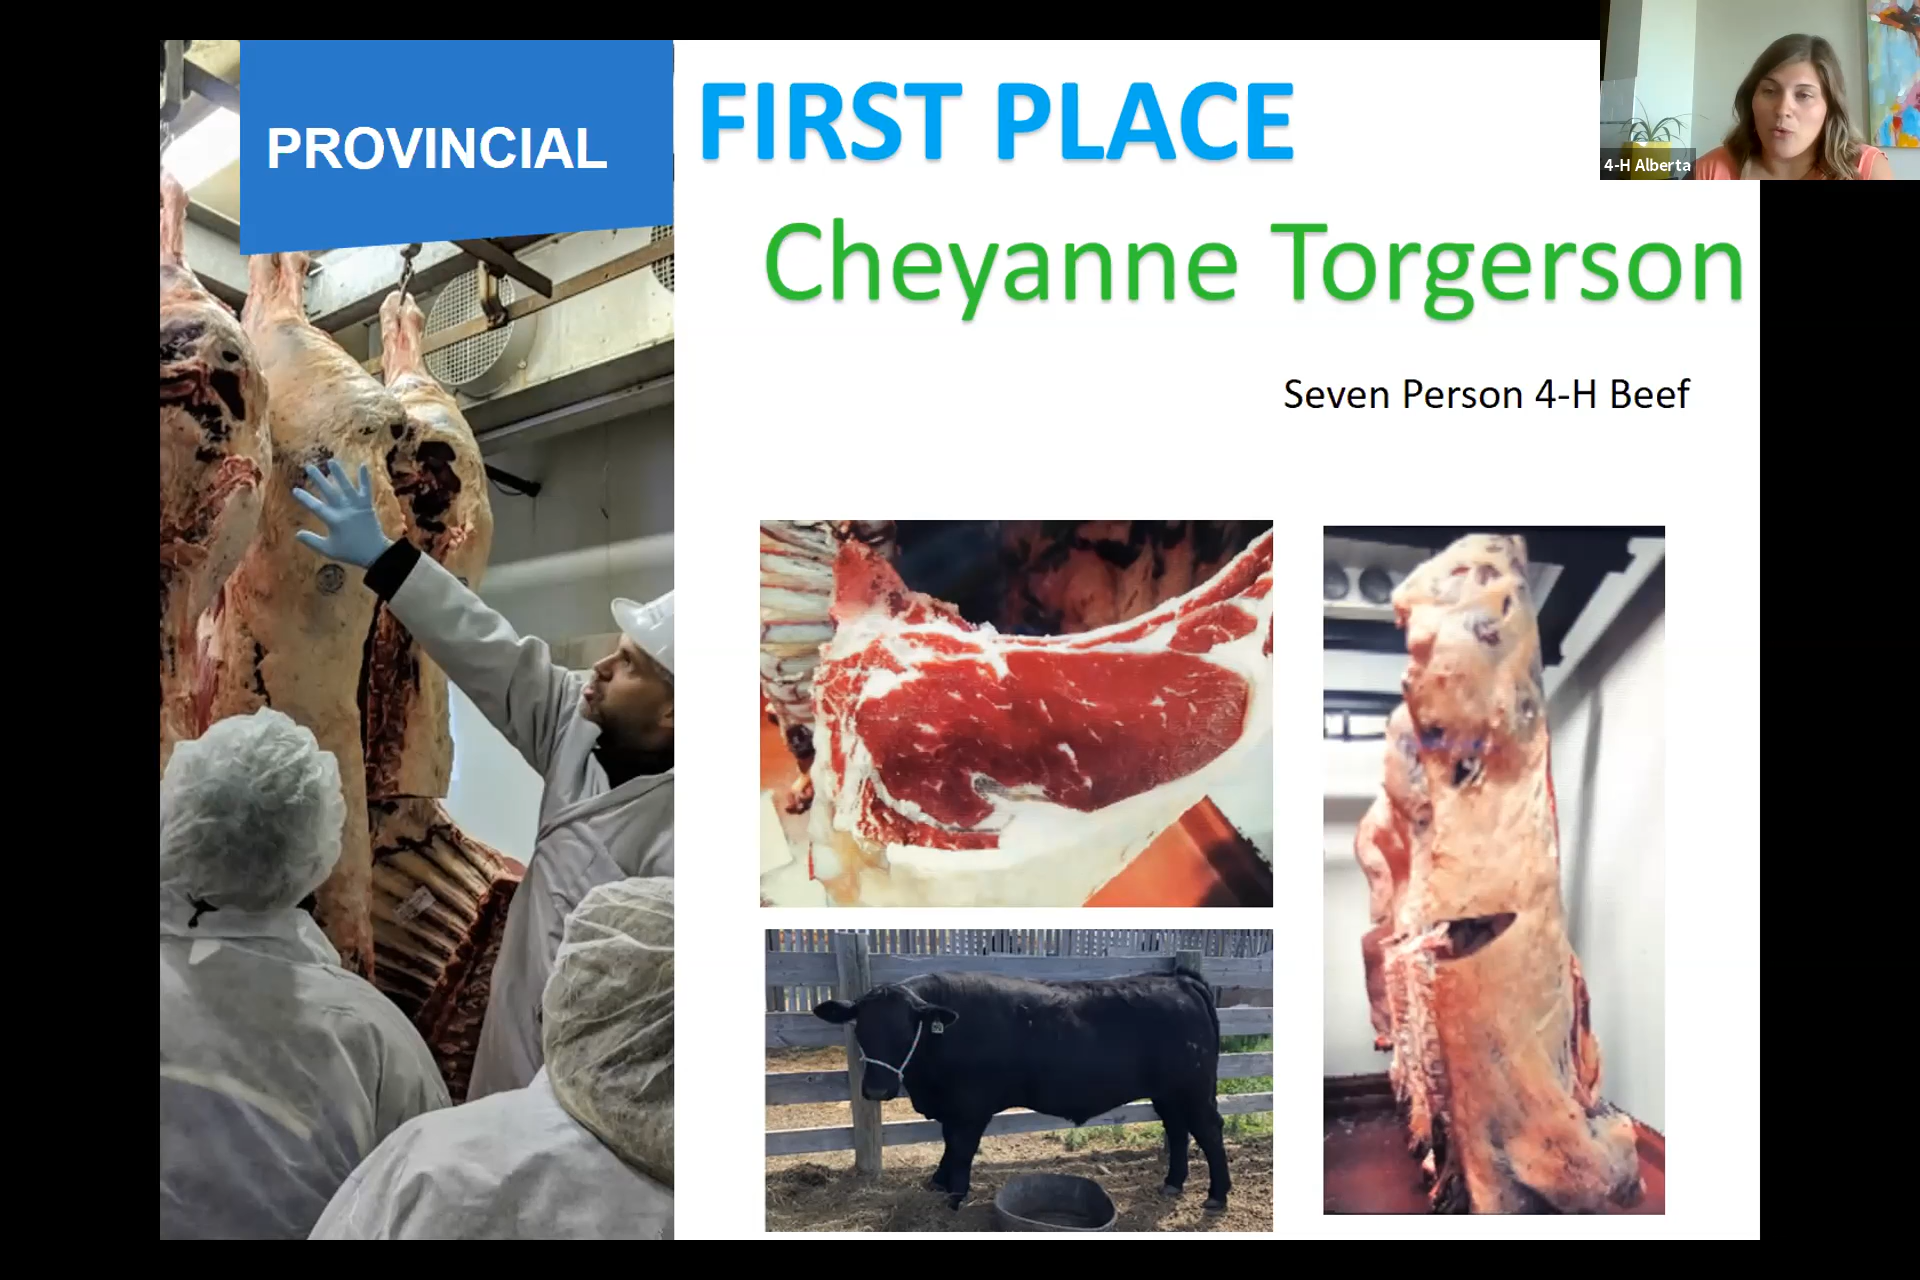 PROVINCIAL
FIRST PLACE
Cheyanne Torgerson
Seven Person 4-H Beef
4-H Alberta